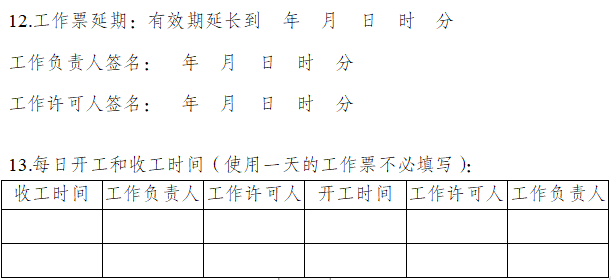 12.工作票延期：有效期延长到 年 月 日 时 分
工作负责人签名： 年 月 日 时 分
工作许可人签名： 年 月 日 时 分
13.每日开工和收工时间（使用一天的工作票不必填写）：
收工时间 工作负责人 工作许可人 开工时间 工作许可人 工作负责人